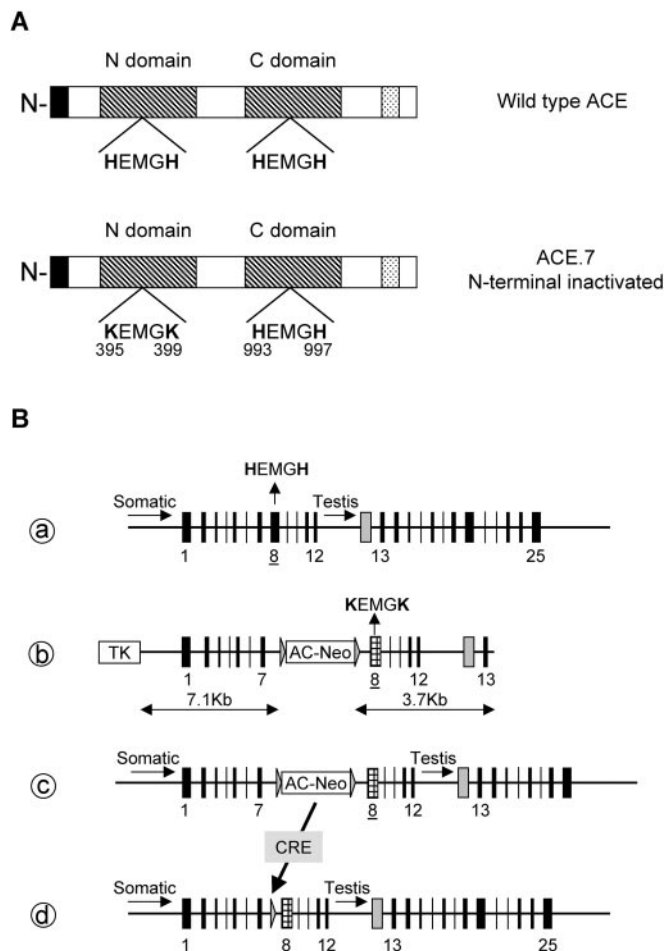 A
N domain C domain
N- Wild type ACE
HEMGH HEMGH
N domain C domain
N- ACE.7
N-terminal inactivated
KEMGK HEMGH
395 399 993 997
B
HEMGH
Somatic Testis
a
1 8 12 13 25
KEMGK
b TK AC-Neo
1 7 8 12 13
7.1Kb 3.7Kb
Somatic Testis
c AC-Neo
1 7 8 12 13
CRE
Somatic Testis
d
1 8 12 13 25